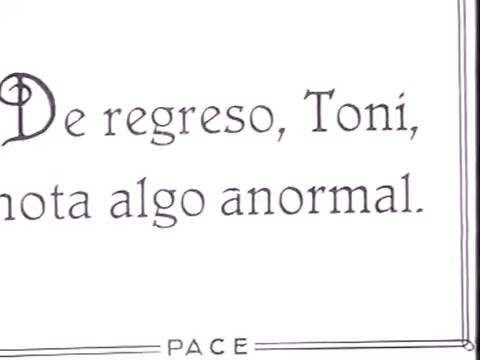 De regreso, Toni,
nota algo anormal.
PACE